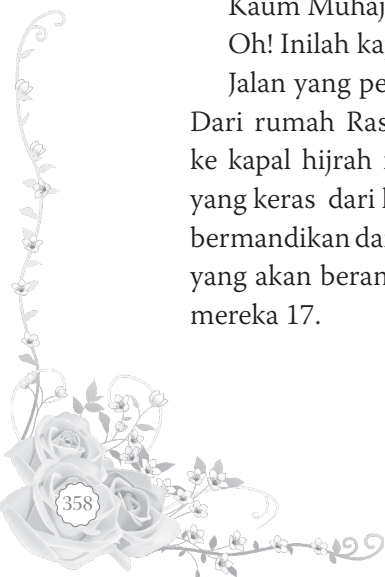 Kaum Muhaj
Oh! Inilah ka
Jalan yang pe
Dari rumah Ras
ke kapal hijrah
yang keras dari
bermandikan da
yang akan beran
mereka 17.
358